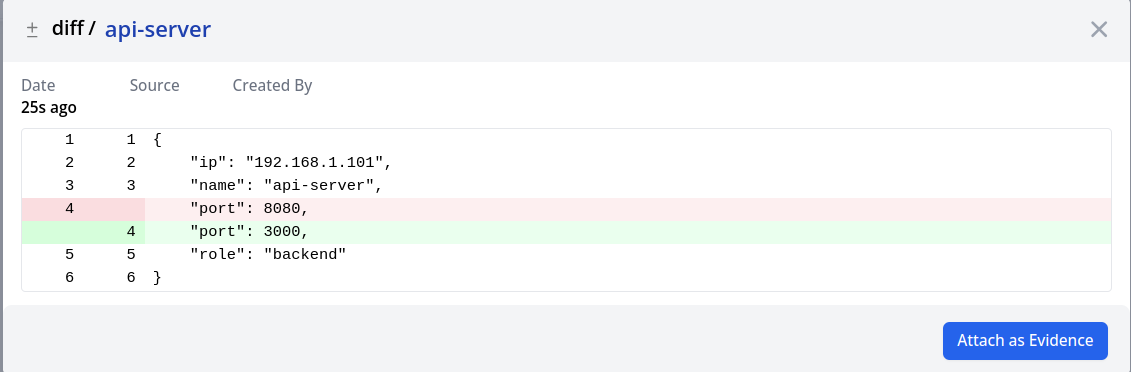 ± diff / api-server ×
Date Source Created By
25s ago
1 1 {
2 2     "ip": "192.168.1.101",
3 3     "name": "api-server",
4     "port": 8080,
4     "port": 3000,
5 5     "role": "backend"
6 6 }
Attach as Evidence